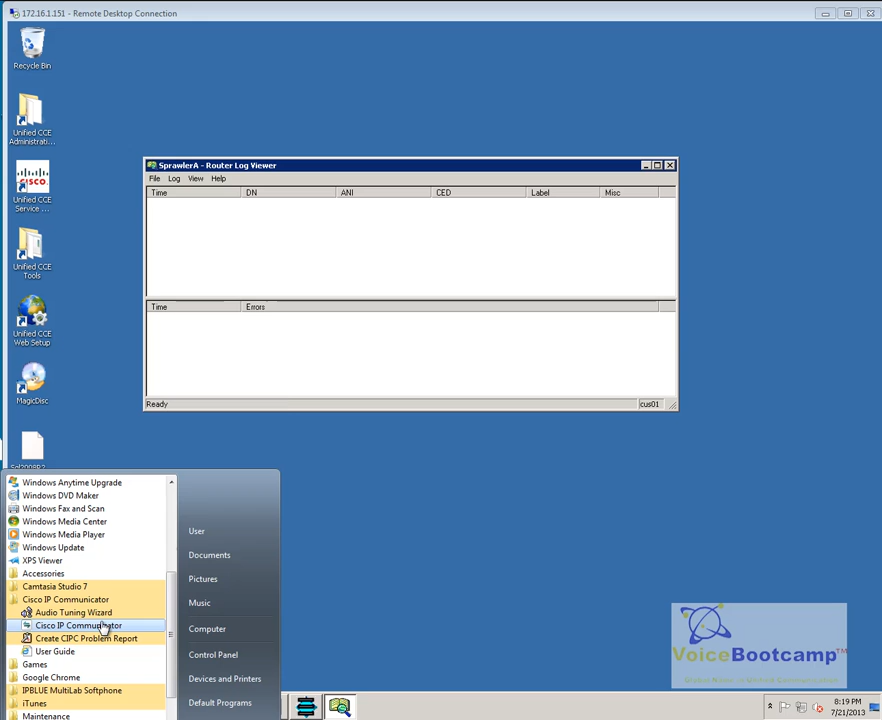 172.16.1.151 - Remote Desktop Connection
Recycle Bin
Unified CCE
Administrati...
Unified CCE
Service ...
Unified CCE
Tools
Unified CCE
Web Setup
MagicDisc
SprawlerA - Router Log Viewer
File Log View Help
Time DN ANI CED Label Misc
Time Errors
Ready cus01
Windows Anytime Upgrade
Windows DVD Maker
Windows Fax and Scan
Windows Media Center
Windows Media Player
Windows Update
XPS Viewer
Accessories
Camtasia Studio 7
Cisco IP Communicator
Audio Tuning Wizard
Cisco IP Communicator
Create CIPC Problem Report
User Guide
Games
Google Chrome
IPBLUE MultiLab Softphone
iTunes
Maintenance
User
Documents
Pictures
Music
Computer
Control Panel
Devices and Printers
Default Programs
VoiceBootcamp™
8:19 PM
7/21/2013